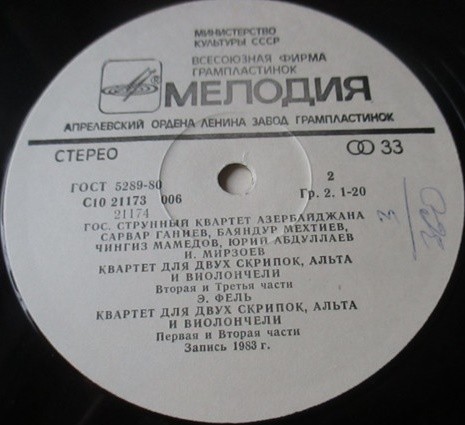 МИНИСТЕРСТВО
КУЛЬТУРЫ СССР
ВСЕСОЮЗНАЯ ФИРМА
ГРАМПЛАСТИНОК
МЕЛОДИЯ
АПРЕЛЕВСКИЙ ОРДЕНА ЛЕНИНА ЗАВОД ГРАМПЛАСТИНОК
СТЕРЕО 33
ГОСТ 5289-80 2
С10 21173 006 Гр. 2. 1-20
21174
ГОС. СТРУННЫЙ КВАРТЕТ АЗЕРБАЙДЖАНА
САРВАР ГАНИЕВ, БАЯНДУР МЕХТИЕВ,
ЧИНГИЗ МАМЕДОВ, ЮРИЙ АБДУЛЛАЕВ
И. МИРЗОЕВ
КВАРТЕТ ДЛЯ ДВУХ СКРИПОК, АЛЬТА
И ВИОЛОНЧЕЛИ
Вторая и Третья части
Э. ФЕЛЬ
КВАРТЕТ ДЛЯ ДВУХ СКРИПОК, АЛЬТА
И ВИОЛОНЧЕЛИ
Первая и Вторая части
Запись 1983 г.